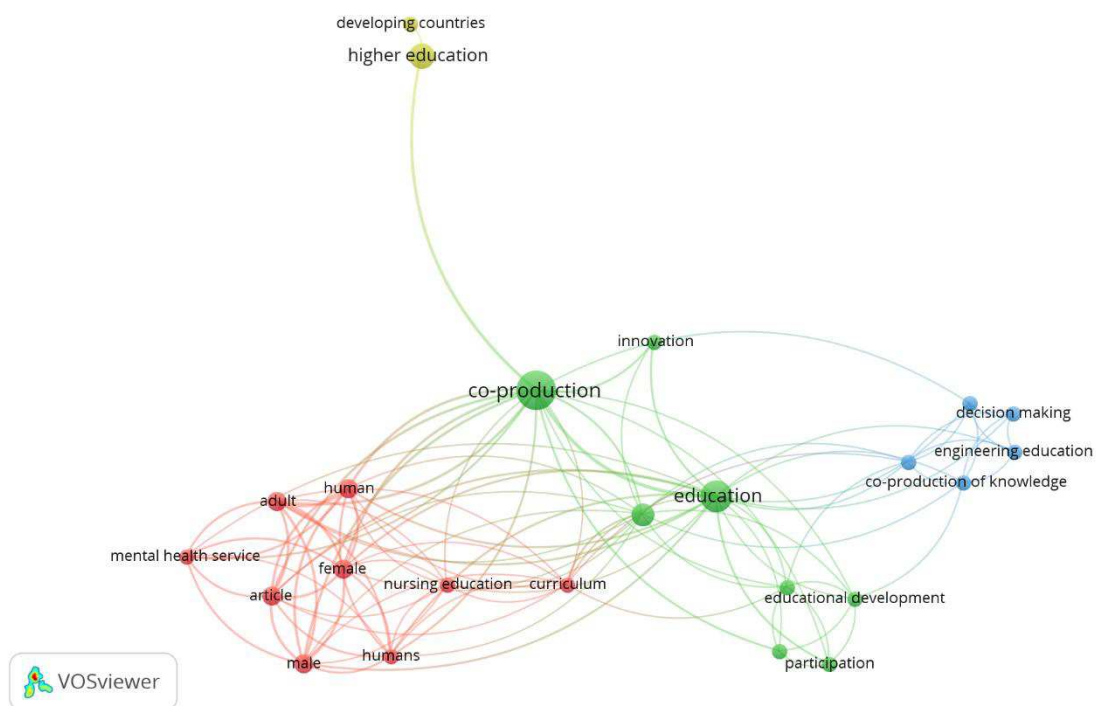 developing countries
higher education
innovation
co-production
decision making
engineering education
co-production of knowledge
education
human
adult
mental health service
female
article
nursing education
curriculum
educational development
humans
male
participation
VOSviewer